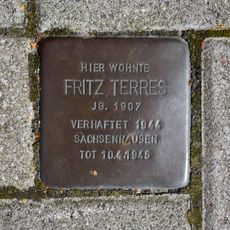 HIER WOHNTE
FRITZ TERRES
JG. 1907
VERHAFTET 1944
SACHSENHAUSEN
TOT 10.4.1945